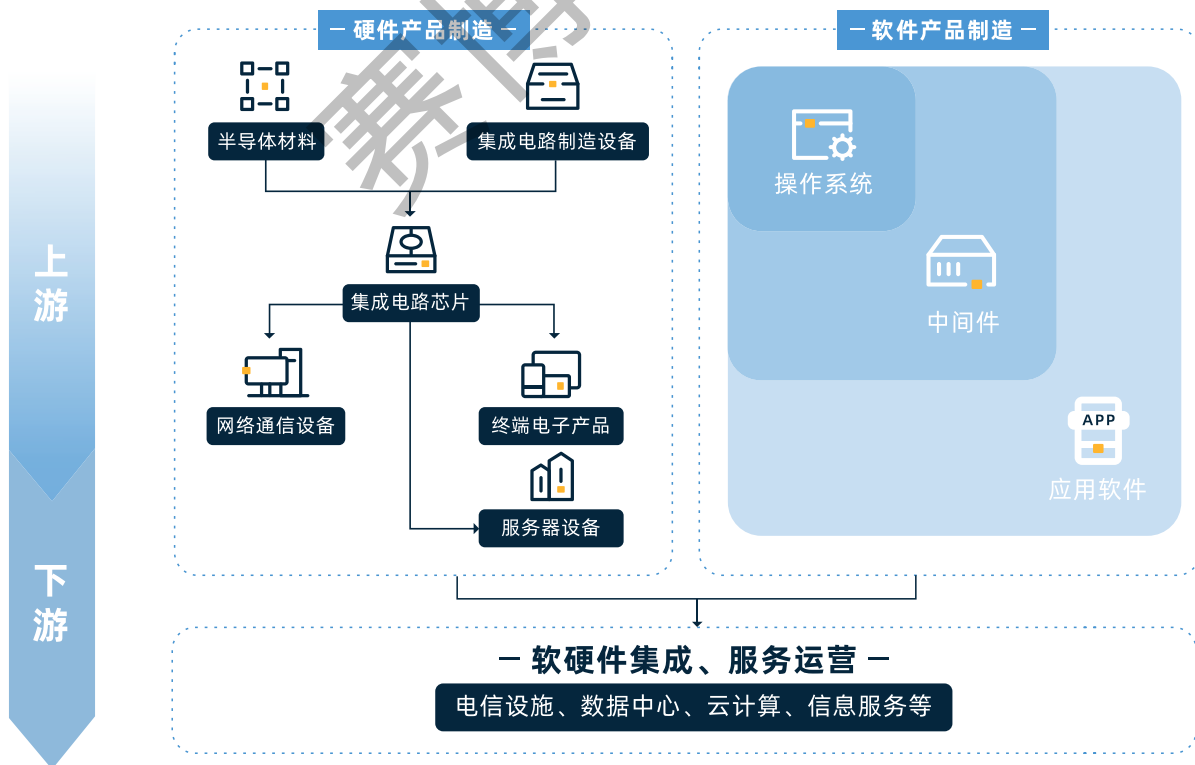 硬件产品制造
软件产品制造
半导体材料
集成电路制造设备
集成电路芯片
网络通信设备
终端电子产品
服务器设备
操作系统
中间件
APP
应用软件
上游
下游
软硬件集成、服务运营
电信设施、数据中心、云计算、信息服务等
赛博